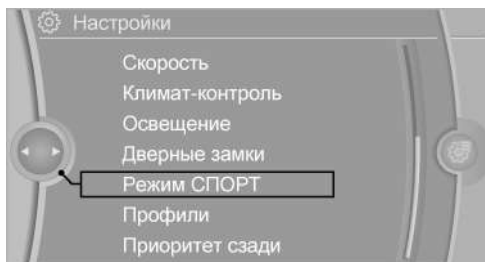 Настройки
Скорость
Климат-контроль
Освещение
Дверные замки
Режим СПОРТ
Профили
Приоритет сзади